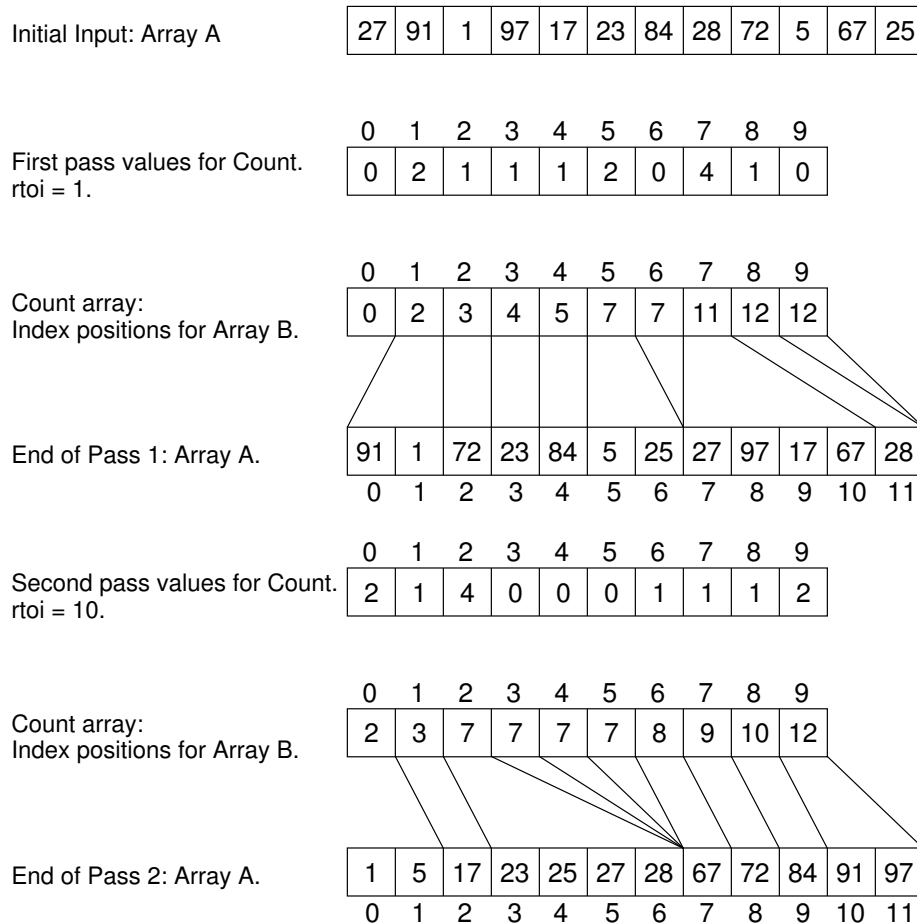 Initial Input: Array A
27 91 1 97 17 23 84 28 72 5 67 25
0 1 2 3 4 5 6 7 8 9
First pass values for Count.
rtoi = 1.
0 2 1 1 1 2 0 4 1 0
0 1 2 3 4 5 6 7 8 9
Count array:
Index positions for Array B.
0 2 3 4 5 7 7 11 12 12
End of Pass 1: Array A.
91 1 72 23 84 5 25 27 97 17 67 28
0 1 2 3 4 5 6 7 8 9 10 11
0 1 2 3 4 5 6 7 8 9
Second pass values for Count.
rtoi = 10.
2 1 4 0 0 0 1 1 1 2
0 1 2 3 4 5 6 7 8 9
Count array:
Index positions for Array B.
2 3 7 7 7 7 8 9 10 12
End of Pass 2: Array A.
1 5 17 23 25 27 28 67 72 84 91 97
0 1 2 3 4 5 6 7 8 9 10 11